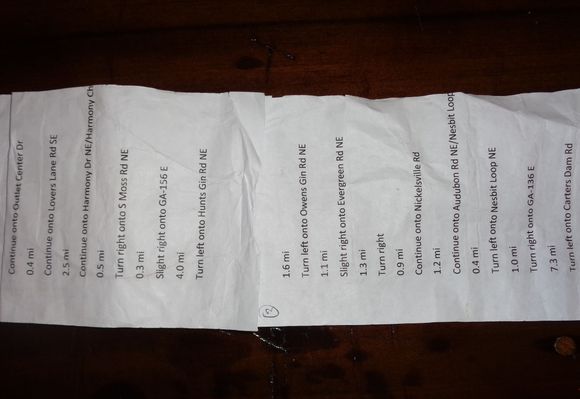 Continue onto Outlet Center Dr
0.4 mi
Continue onto Lovers Lane Rd SE
2.5 mi
Continue onto Harmony Dr NE/Harmony Ch
0.5 mi
Turn right onto S Moss Rd NE
0.3 mi
Slight right onto GA-156 E
4.0 mi
Turn left onto Hunts Gin Rd NE
2
1.6 mi
Turn left onto Owens Gin Rd NE
1.1 mi
Slight right onto Evergreen Rd NE
1.3 mi
Turn right
0.9 mi
Continue onto Nickelsville Rd
1.2 mi
Continue onto Audubon Rd NE/Nesbit Loop
0.4 mi
Turn left onto Nesbit Loop NE
1.0 mi
Turn right onto GA-136 E
7.3 mi
Turn left onto Carters Dam Rd